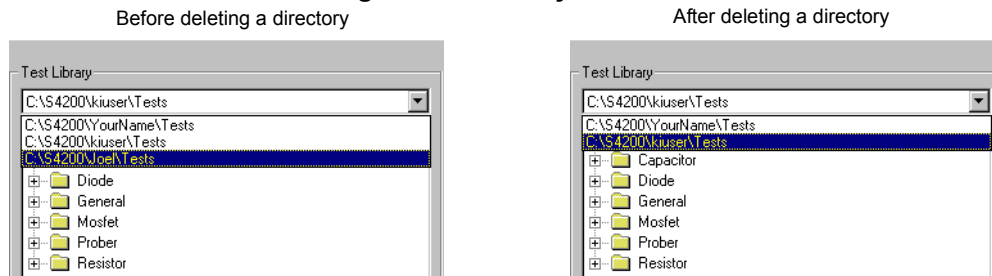 Before deleting a directory
Test Library
C:\S4200\kiuser\Tests
C:\S4200\YourName\Tests
C:\S4200\kiuser\Tests
C:\S4200\Joel\Tests
Diode
General
Mosfet
Prober
Resistor
After deleting a directory
Test Library
C:\S4200\kiuser\Tests
C:\S4200\YourName\Tests
C:\S4200\kiuser\Tests
Capacitor
Diode
General
Mosfet
Prober
Resistor